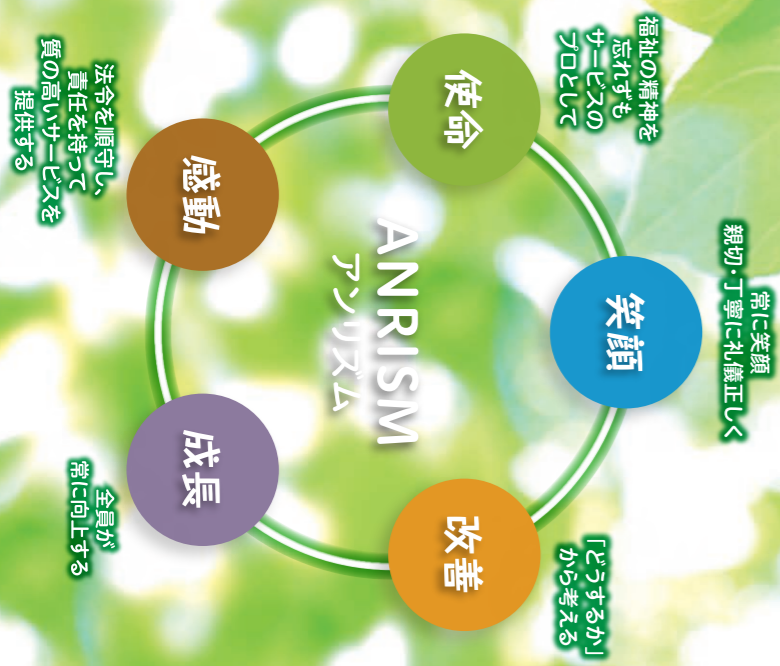 常に笑顔
親切・丁寧に礼儀正しく
笑顔
福祉の精神を
忘れずも
サービスの
プロとして
使命
「どうするか」
から考える
改善
ANRISM
アンリズム
法令を順守し、
責任を持って
質の高いサービスを
提供する
感動
全員が
常に向上する
成長